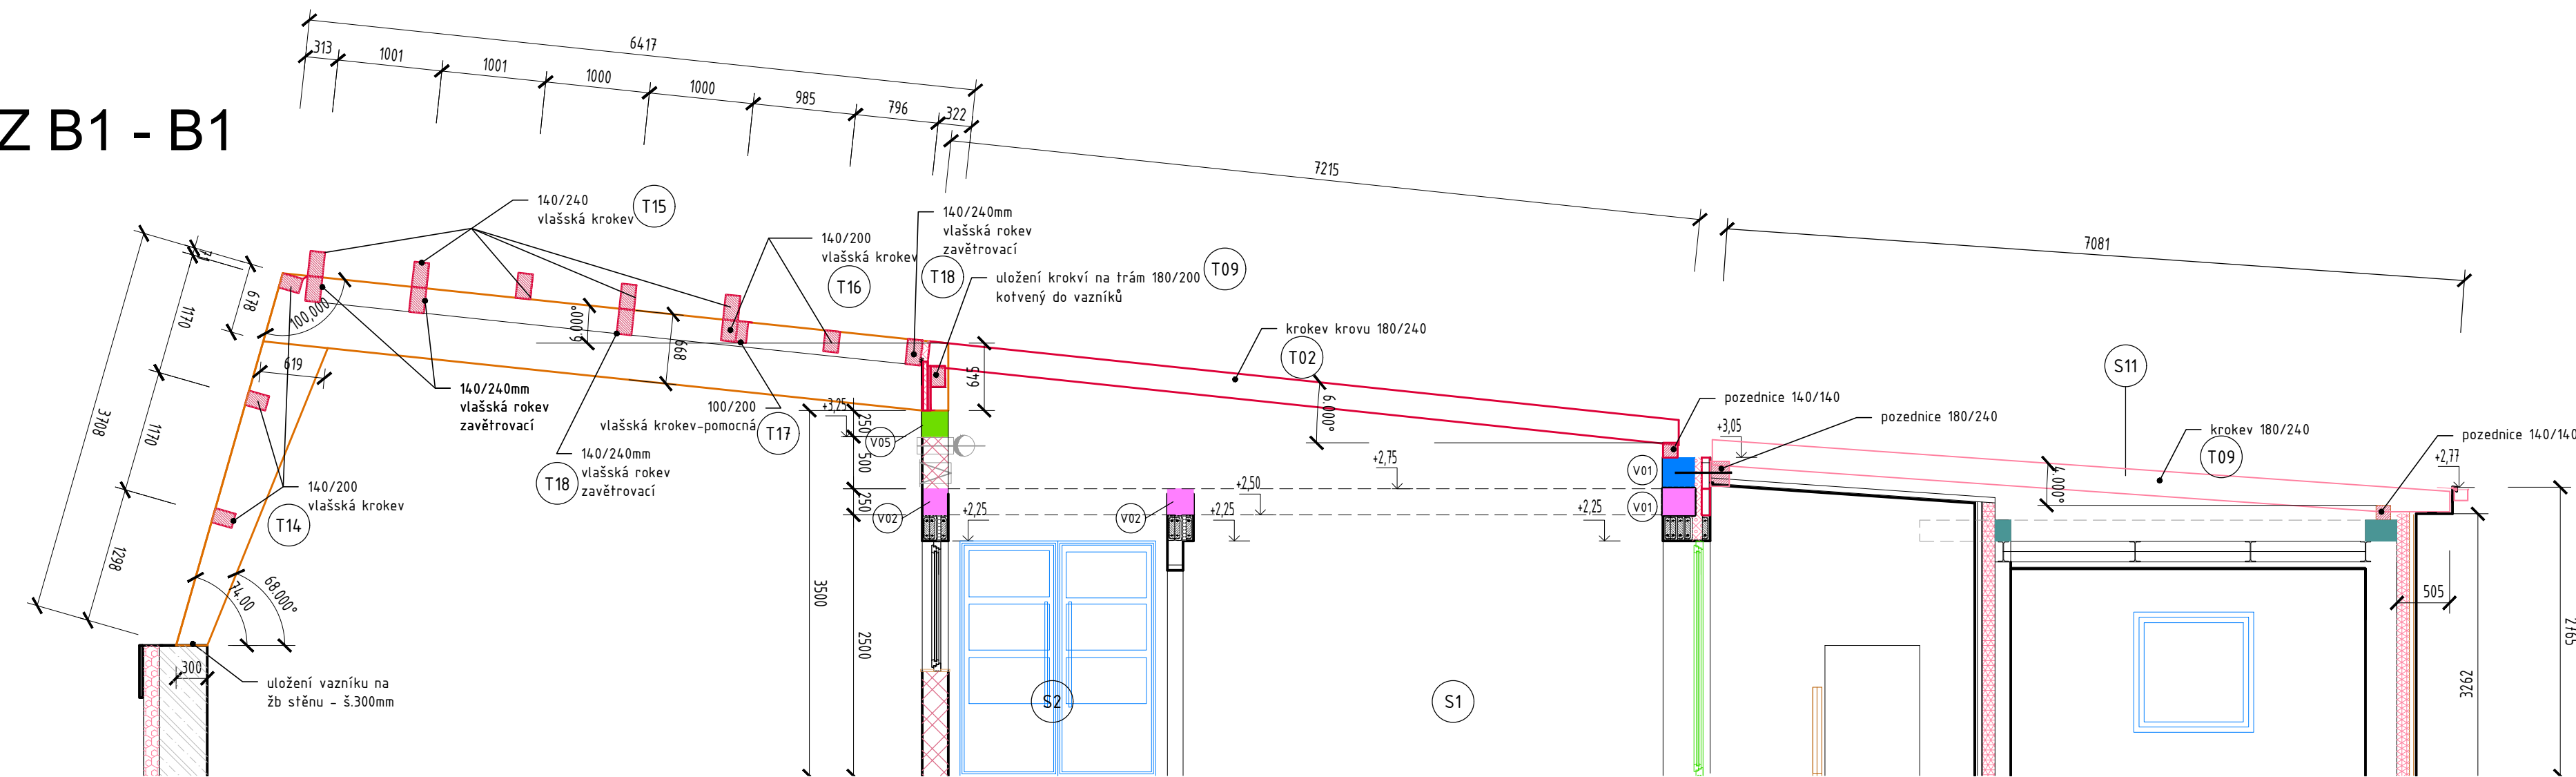 Z B1 - B1
6417
313
1001
1001
1000
1000
985
796
322
7215
7081
140/240
vlašská krokev
T15
140/200
vlašská krokev
T16
140/240mm
vlašská rokev
zavětrovací
T18
uložení krokví na trám 180/200
kotvený do vazníků
T09
krokev krovu 180/240
T02
pozednice 140/140
pozednice 180/240
S11
krokev 180/240
T09
pozednice 140/140
678
1170
1170
1298
3708
619
100,000
6.000°
668
645
6.000°
4.000°
140/240mm
vlašská rokev
zavětrovací
100/200
vlašská krokev-pomocná
T17
140/240mm
vlašská rokev
zavětrovací
T18
140/200
vlašská krokev
T14
74.00
68.000°
300
uložení vazníku na
žb stěnu - š.300mm
+3,25
250
V05
500
250
V02
3500
2500
+2,25
V02
+2,50
+2,25
+2,75
+2,25
V01
V01
+3,05
+2,77
505
3262
2765
S2
S1